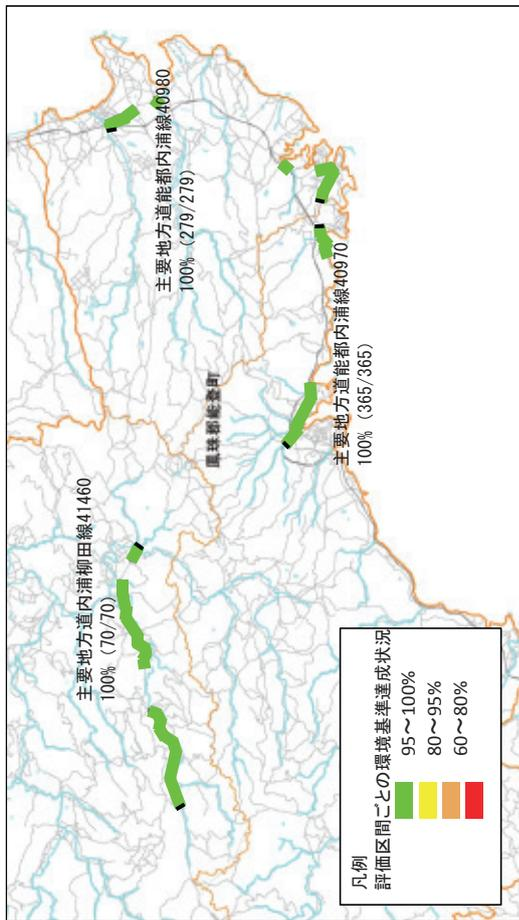 主要地方道内浦柳田線41460
100% (70/70)
主要地方道能都内浦線40980
100% (279/279)
鳳珠郡能登町
主要地方道能都内浦線40970
100% (365/365)
凡例
評価区間ごとの環境基準達成状況
95～100%
80～95%
60～80%